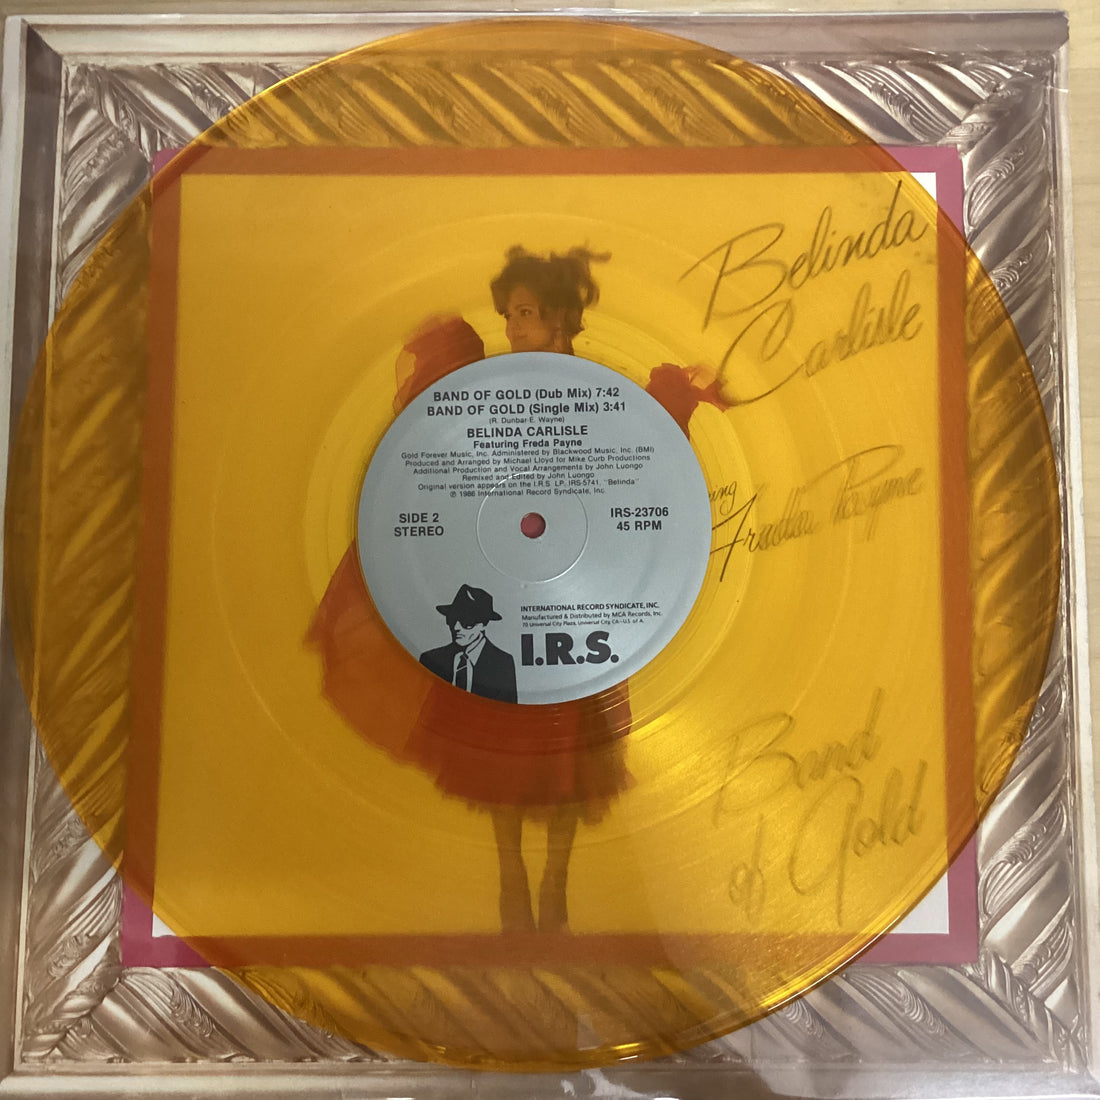 Belinda
Carlisle
BAND OF GOLD (Dub Mix) 7:42
BAND OF GOLD (Single Mix) 3:41
(R. Dunbar-E. Wayne)
BELINDA CARLISLE
Featuring Freda Payne
Gold Forever Music, Inc. Administered by Blackwood Music, Inc. (BMI)
Produced and Arranged by Michael Lloyd for Mike Curb Productions
Additional Production and Vocal Arrangements by John Luongo
Remixed and Edited by John Luongo
Original version appears on the I.R.S. LP, IRS-5741, "Belinda"
℗ 1986 International Record Syndicate, Inc.
SIDE 2
STEREO
IRS-23706
45 RPM
ing
Freda Payne
INTERNATIONAL RECORD SYNDICATE, INC.
Manufactured & Distributed by MCA Records, Inc.
70 Universal City Plaza, Universal City, CA—U.S. of A.
I.R.S.
Band
of Gold